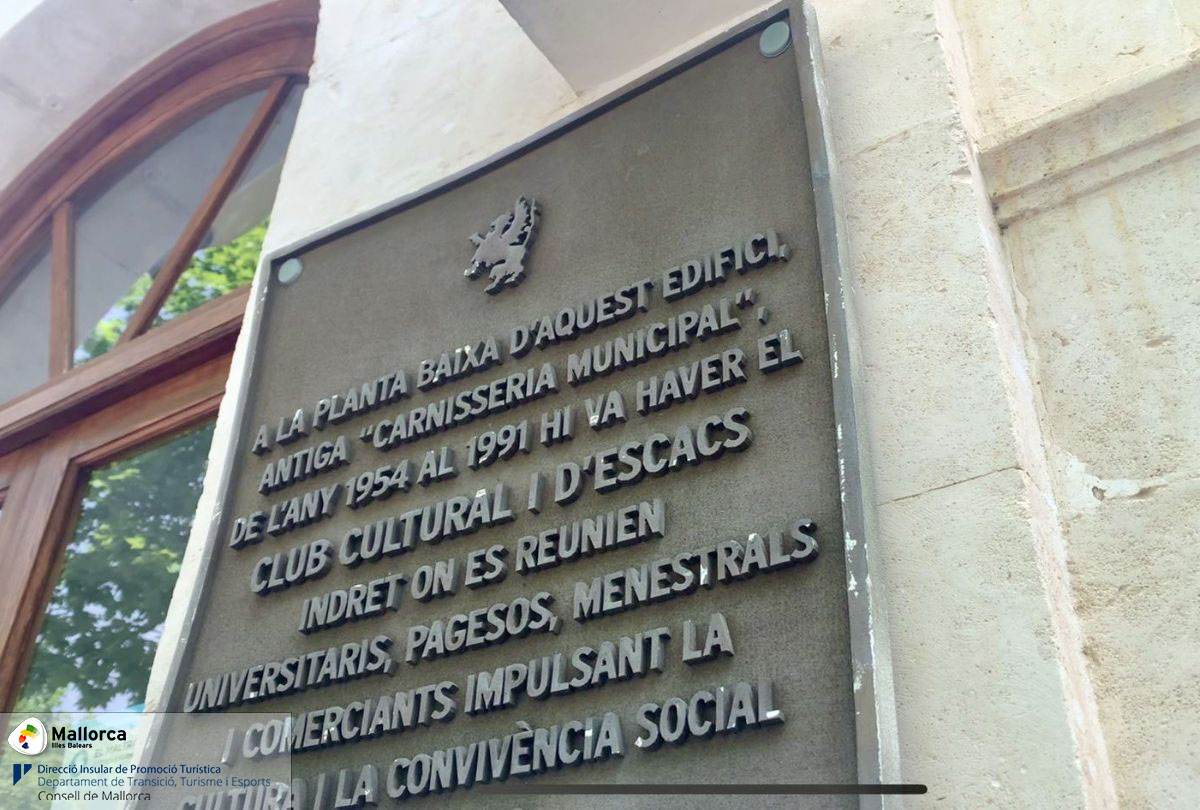 A LA PLANTA BAIXA D'AQUEST EDIFICI,
ANTIGA "CARNISSERIA MUNICIPAL",
DE L'ANY 1954 AL 1991 HI VA HAVER EL
CLUB CULTURAL I D'ESCACS
INDRET ON ES REUNIEN
UNIVERSITARIS, PAGESOS, MENESTRALS
I COMERCIANTS IMPULSANT LA
CULTURA I LA CONVIVÈNCIA SOCIAL
Mallorca
Illes Balears
Direcció Insular de Promoció Turística
Departament de Transició, Turisme i Esports
Consell de Mallorca